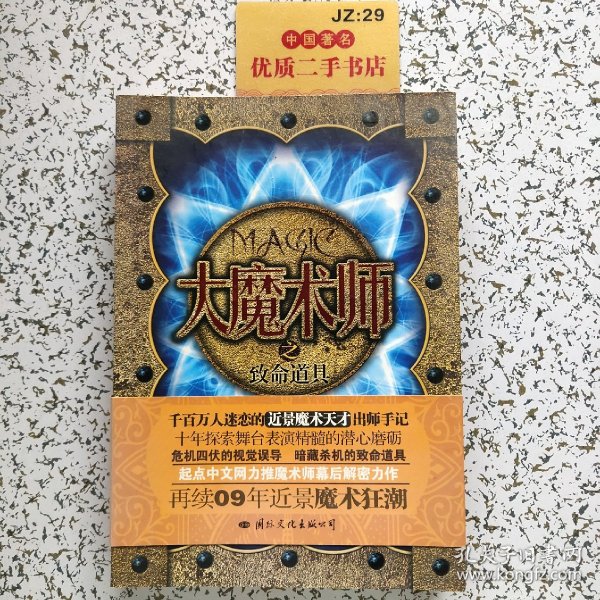 JZ:29
中国著名
优质二手书店
MAGIC
大魔术师
之
致命道具
千百万人迷恋的近景魔术天才出师手记
十年探索舞台表演精髓的潜心磨砺
危机四伏的视觉误导 暗藏杀机的致命道具
起点中文网力推魔术师幕后解密力作
再续09年近景魔术狂潮
国际文化出版公司
孔夫子旧书网
www.kongfz.com